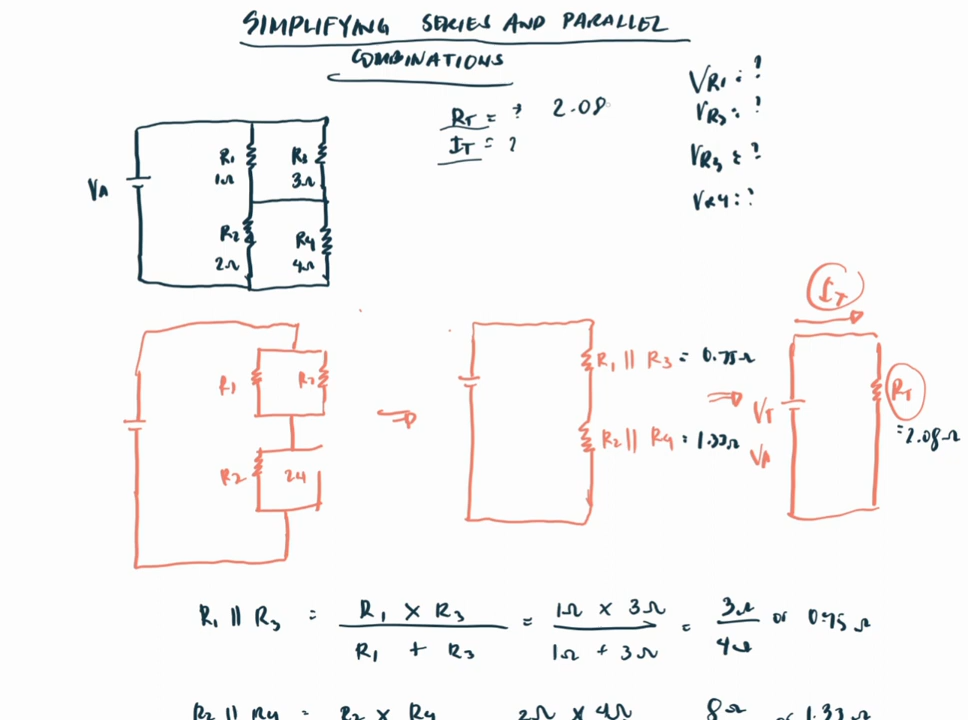 SIMPLIFYING SERIES AND PARALLEL
COMBINATIONS
RT = ? 2.08
IT = ?
VR1 : ?
VR2 : ?
VR3 : ?
VR4 : ?
VA
R1
1Ω
R3
3Ω
R2
2Ω
R4
4Ω
R1
R3
R2
24
R1 || R3 = 0.75Ω
R2 || R4 = 1.33Ω
IT
VT
VA
RT
= 2.08Ω
R1 || R3 = R1 X R3 / R1 + R3 = 1Ω X 3Ω / 1Ω + 3Ω = 3Ω / 4Ω or 0.75Ω
R2 || R4 = R2 X R4 2Ω X 4Ω 8Ω or 1.33Ω